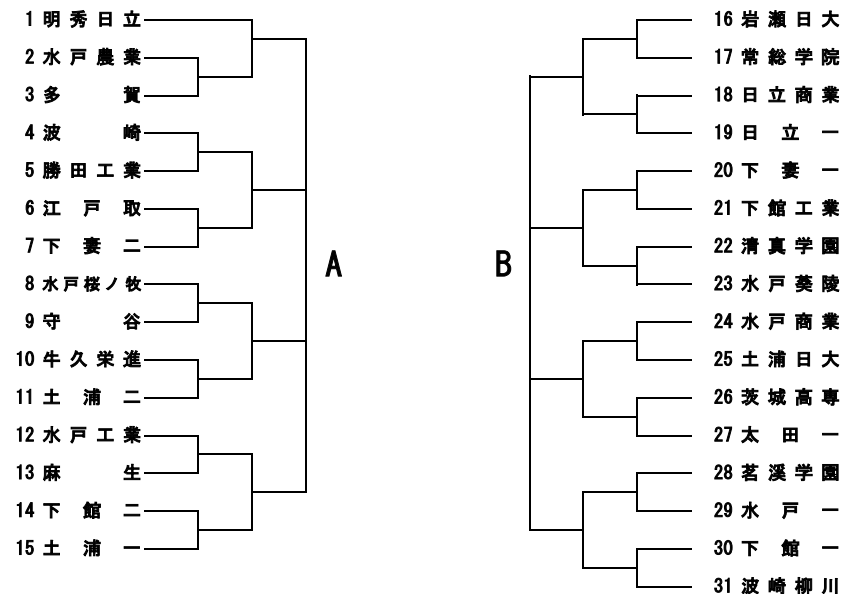 1 明秀日立
2 水戸農業
3 多賀
4 波崎
5 勝田工業
6 江戸取
7 下妻二
8 水戸桜ノ牧
9 守谷
10 牛久栄進
11 土浦二
12 水戸工業
13 麻生
14 下館二
15 土浦一
A
B
16 岩瀬日大
17 常総学院
18 日立商業
19 日立一
20 下妻一
21 下館工業
22 清真学園
23 水戸葵陵
24 水戸商業
25 土浦日大
26 茨城高専
27 太田一
28 茗溪学園
29 水戸一
30 下館一
31 波崎柳川